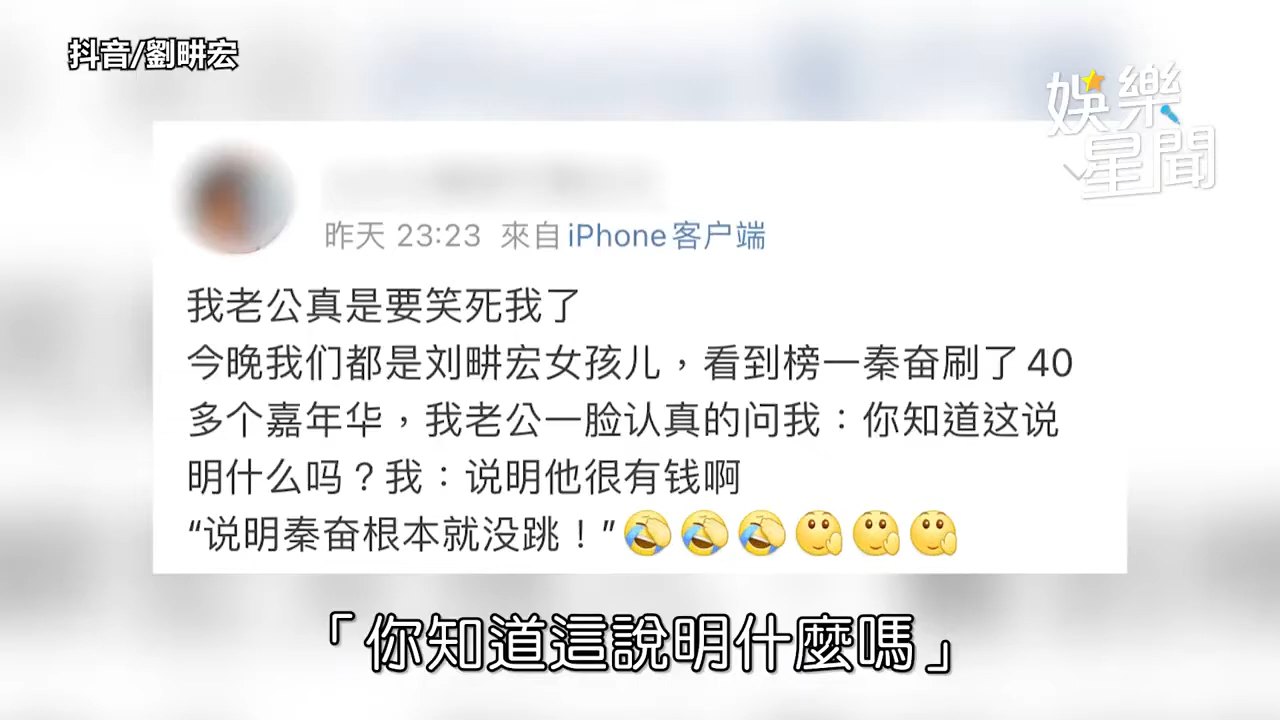 抖音/劉畊宏
娛樂
星聞
昨天 23:23 來自 iPhone客户端
我老公真是要笑死我了
今晚我们都是刘畊宏女孩儿，看到榜一秦奋刷了40
多个嘉年华，我老公一脸认真的问我：你知道这说
明什么吗？我：说明他很有钱啊
“说明秦奋根本就没跳！”
「你知道這說明什麼嗎」